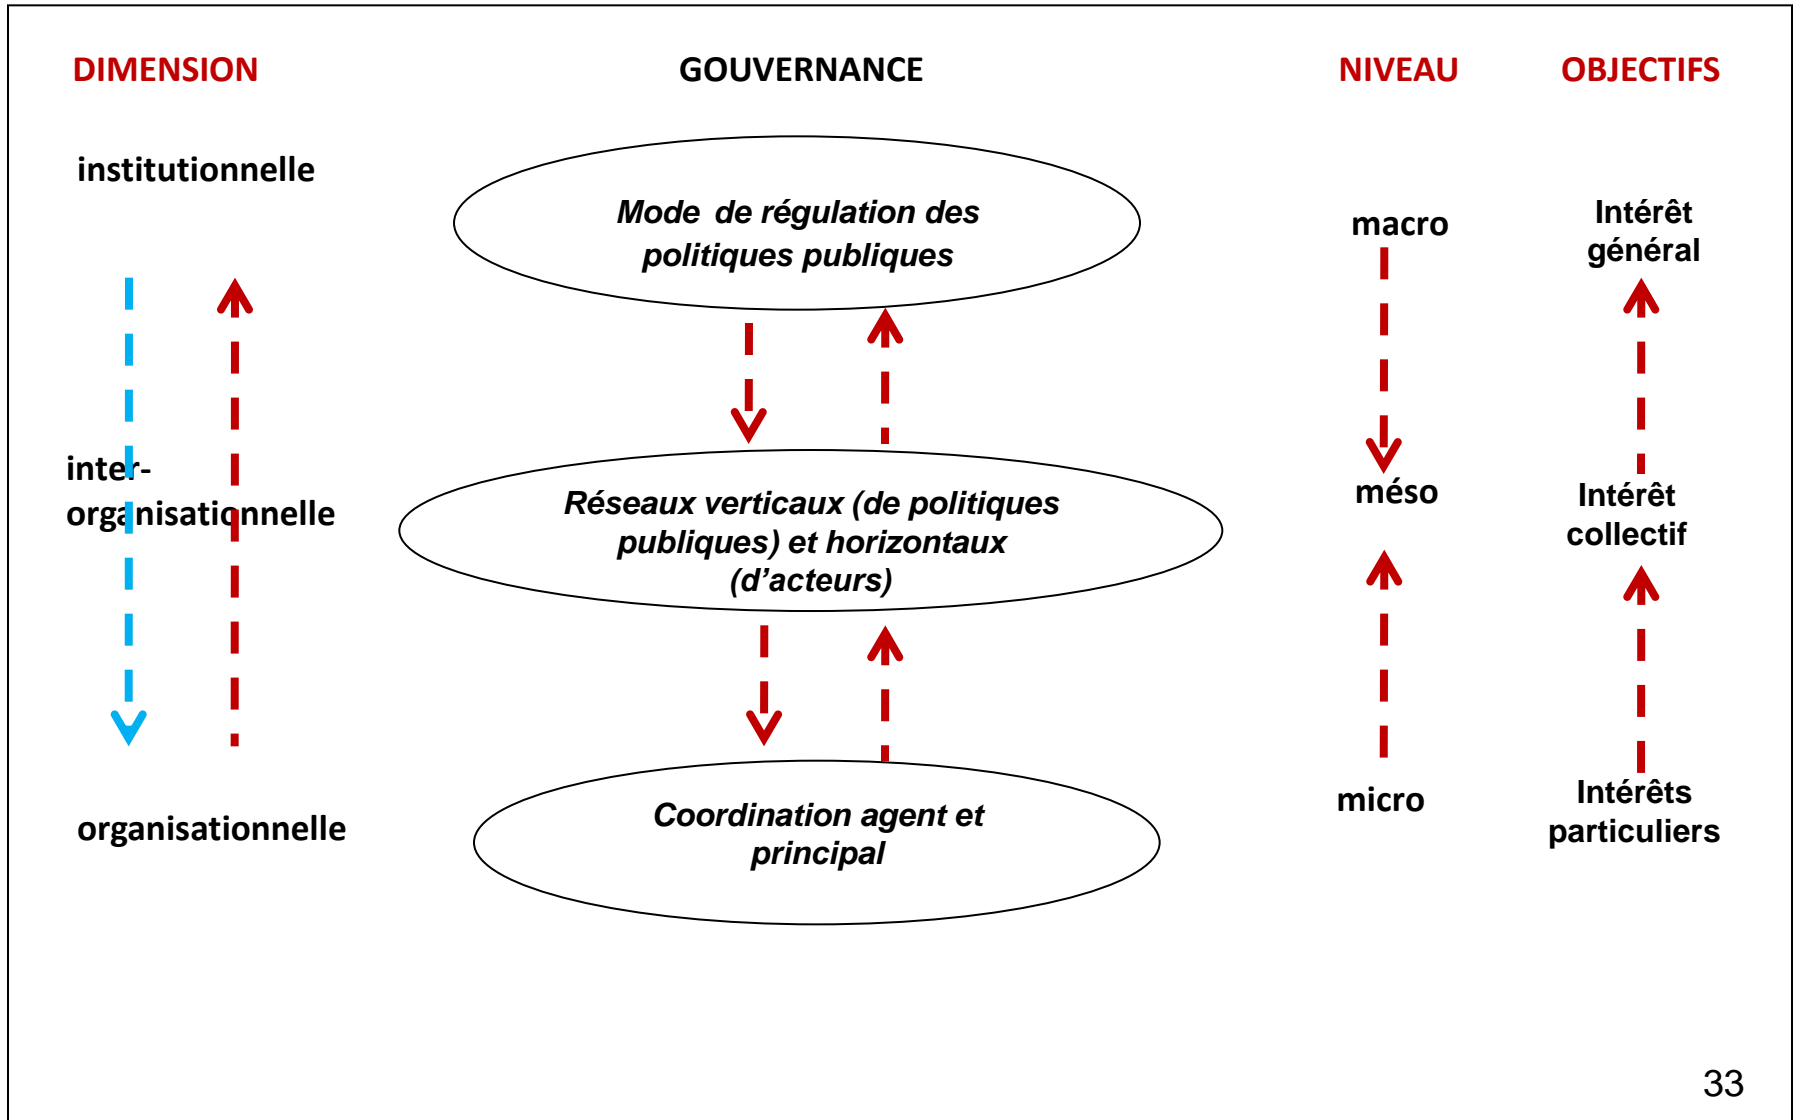 DIMENSION
GOUVERNANCE
NIVEAU
OBJECTIFS
institutionnelle
Mode de régulation des
politiques publiques
macro
Intérêt
général
inter-
organisationnelle
Réseaux verticaux (de politiques
publiques) et horizontaux
(d’acteurs)
méso
Intérêt
collectif
organisationnelle
Coordination agent et
principal
micro
Intérêts
particuliers
33